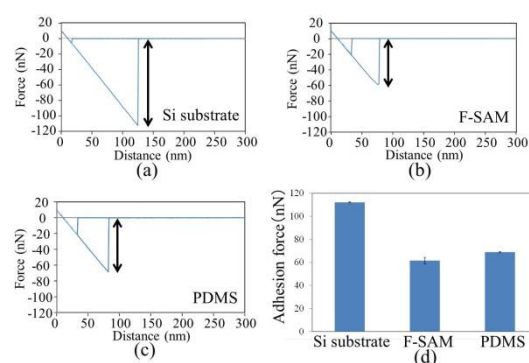 20
0
-20
-40
-60
-80
-100
-120
Force (nN)
Si substrate
0 50 100 150 200 250 300
Distance (nm)
(a)
20
0
-20
-40
-60
-80
-100
-120
Force (nN)
F-SAM
0 50 100 150 200 250 300
Distance (nm)
(b)
20
0
-20
-40
-60
-80
-100
-120
Force (nN)
PDMS
0 50 100 150 200 250 300
Distance (nm)
(c)
120
100
80
60
40
20
0
Adhesion force(nN)
Si substrate F-SAM PDMS
(d)